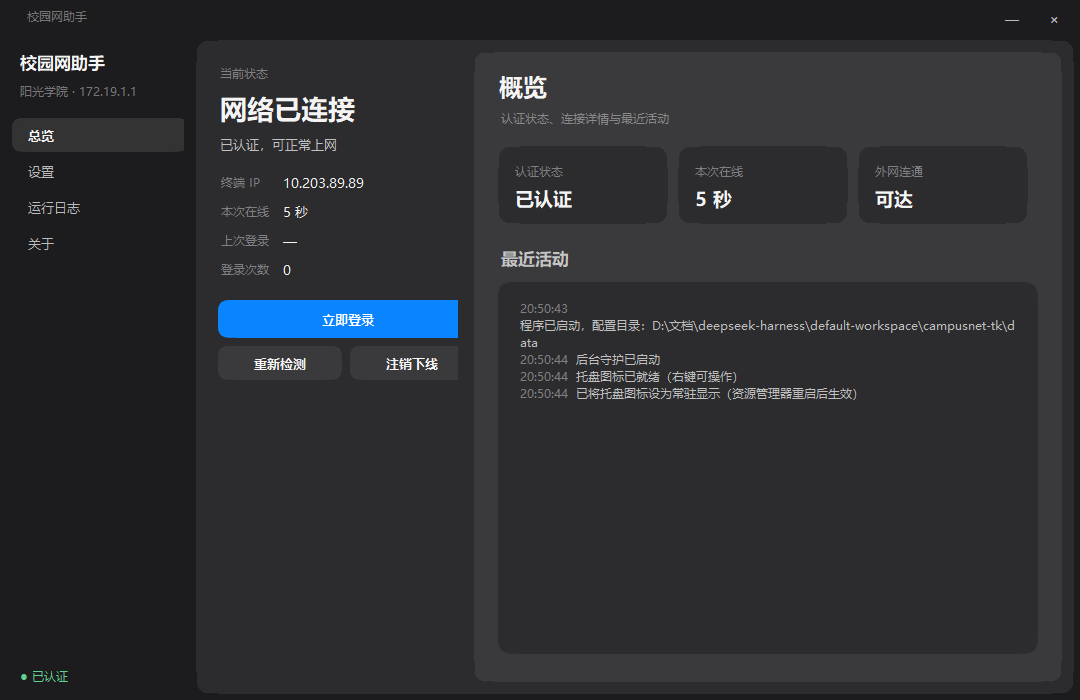 校园网助手
— ×
校园网助手
阳光学院 · 172.19.1.1
总览
设置
运行日志
关于
● 已认证
当前状态
网络已连接
已认证，可正常上网
终端 IP 10.203.89.89
本次在线 5 秒
上次登录 —
登录次数 0
立即登录
重新检测 注销下线
概览
认证状态、连接详情与最近活动
认证状态
已认证
本次在线
5 秒
外网连通
可达
最近活动
20:50:43
程序已启动，配置目录：D:\文档\deepseek-harness\default-workspace\campusnet-tk\d
ata
20:50:44 后台守护已启动
20:50:44 托盘图标已就绪（右键可操作）
20:50:44 已将托盘图标设为常驻显示（资源管理器重启后生效）